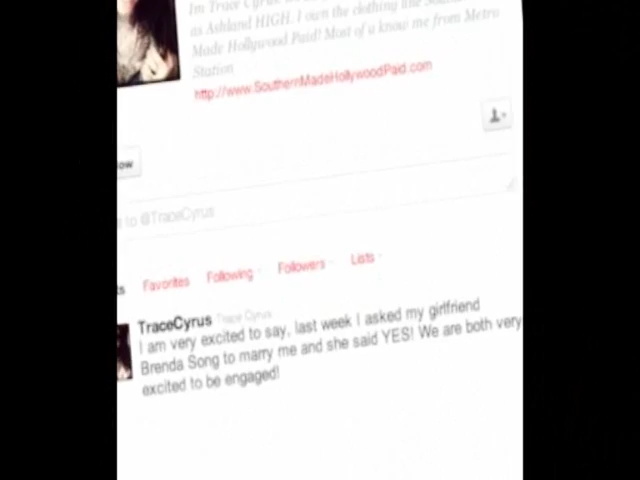 Im Trace Cyrus
as Ashland HIGH. I own the clothing line
Made Hollywood Paid! Most of u know me from Metro
Station
http://www.SouthernMadeHollywoodPaid.com
ow
to @TraceCyrus
ts Favorites Following Followers Lists
TraceCyrus Trace Cyrus
I am very excited to say, last week I asked my girlfriend
Brenda Song to marry me and she said YES! We are both very
excited to be engaged!